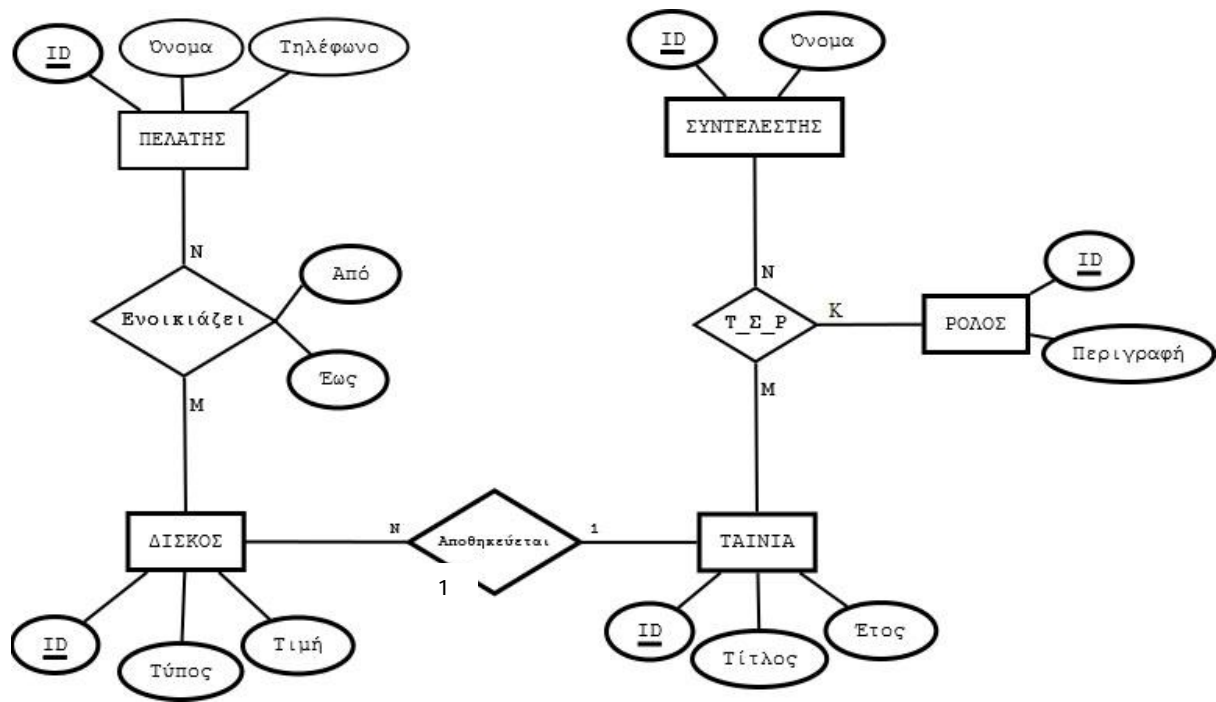 ID
Όνομα
Τηλέφωνο
ΠΕΛΑΤΗΣ
N
Ενοικιάζει
Από
Έως
M
ΔΙΣΚΟΣ
ID
Τύπος
Τιμή
N
Αποθηκεύεται
1
1
ID
Όνομα
ΣΥΝΤΕΛΕΣΤΗΣ
N
Τ_Σ_Ρ
K
ΡΟΛΟΣ
ID
Περιγραφή
M
ΤΑΙΝΙΑ
ID
Τίτλος
Έτος